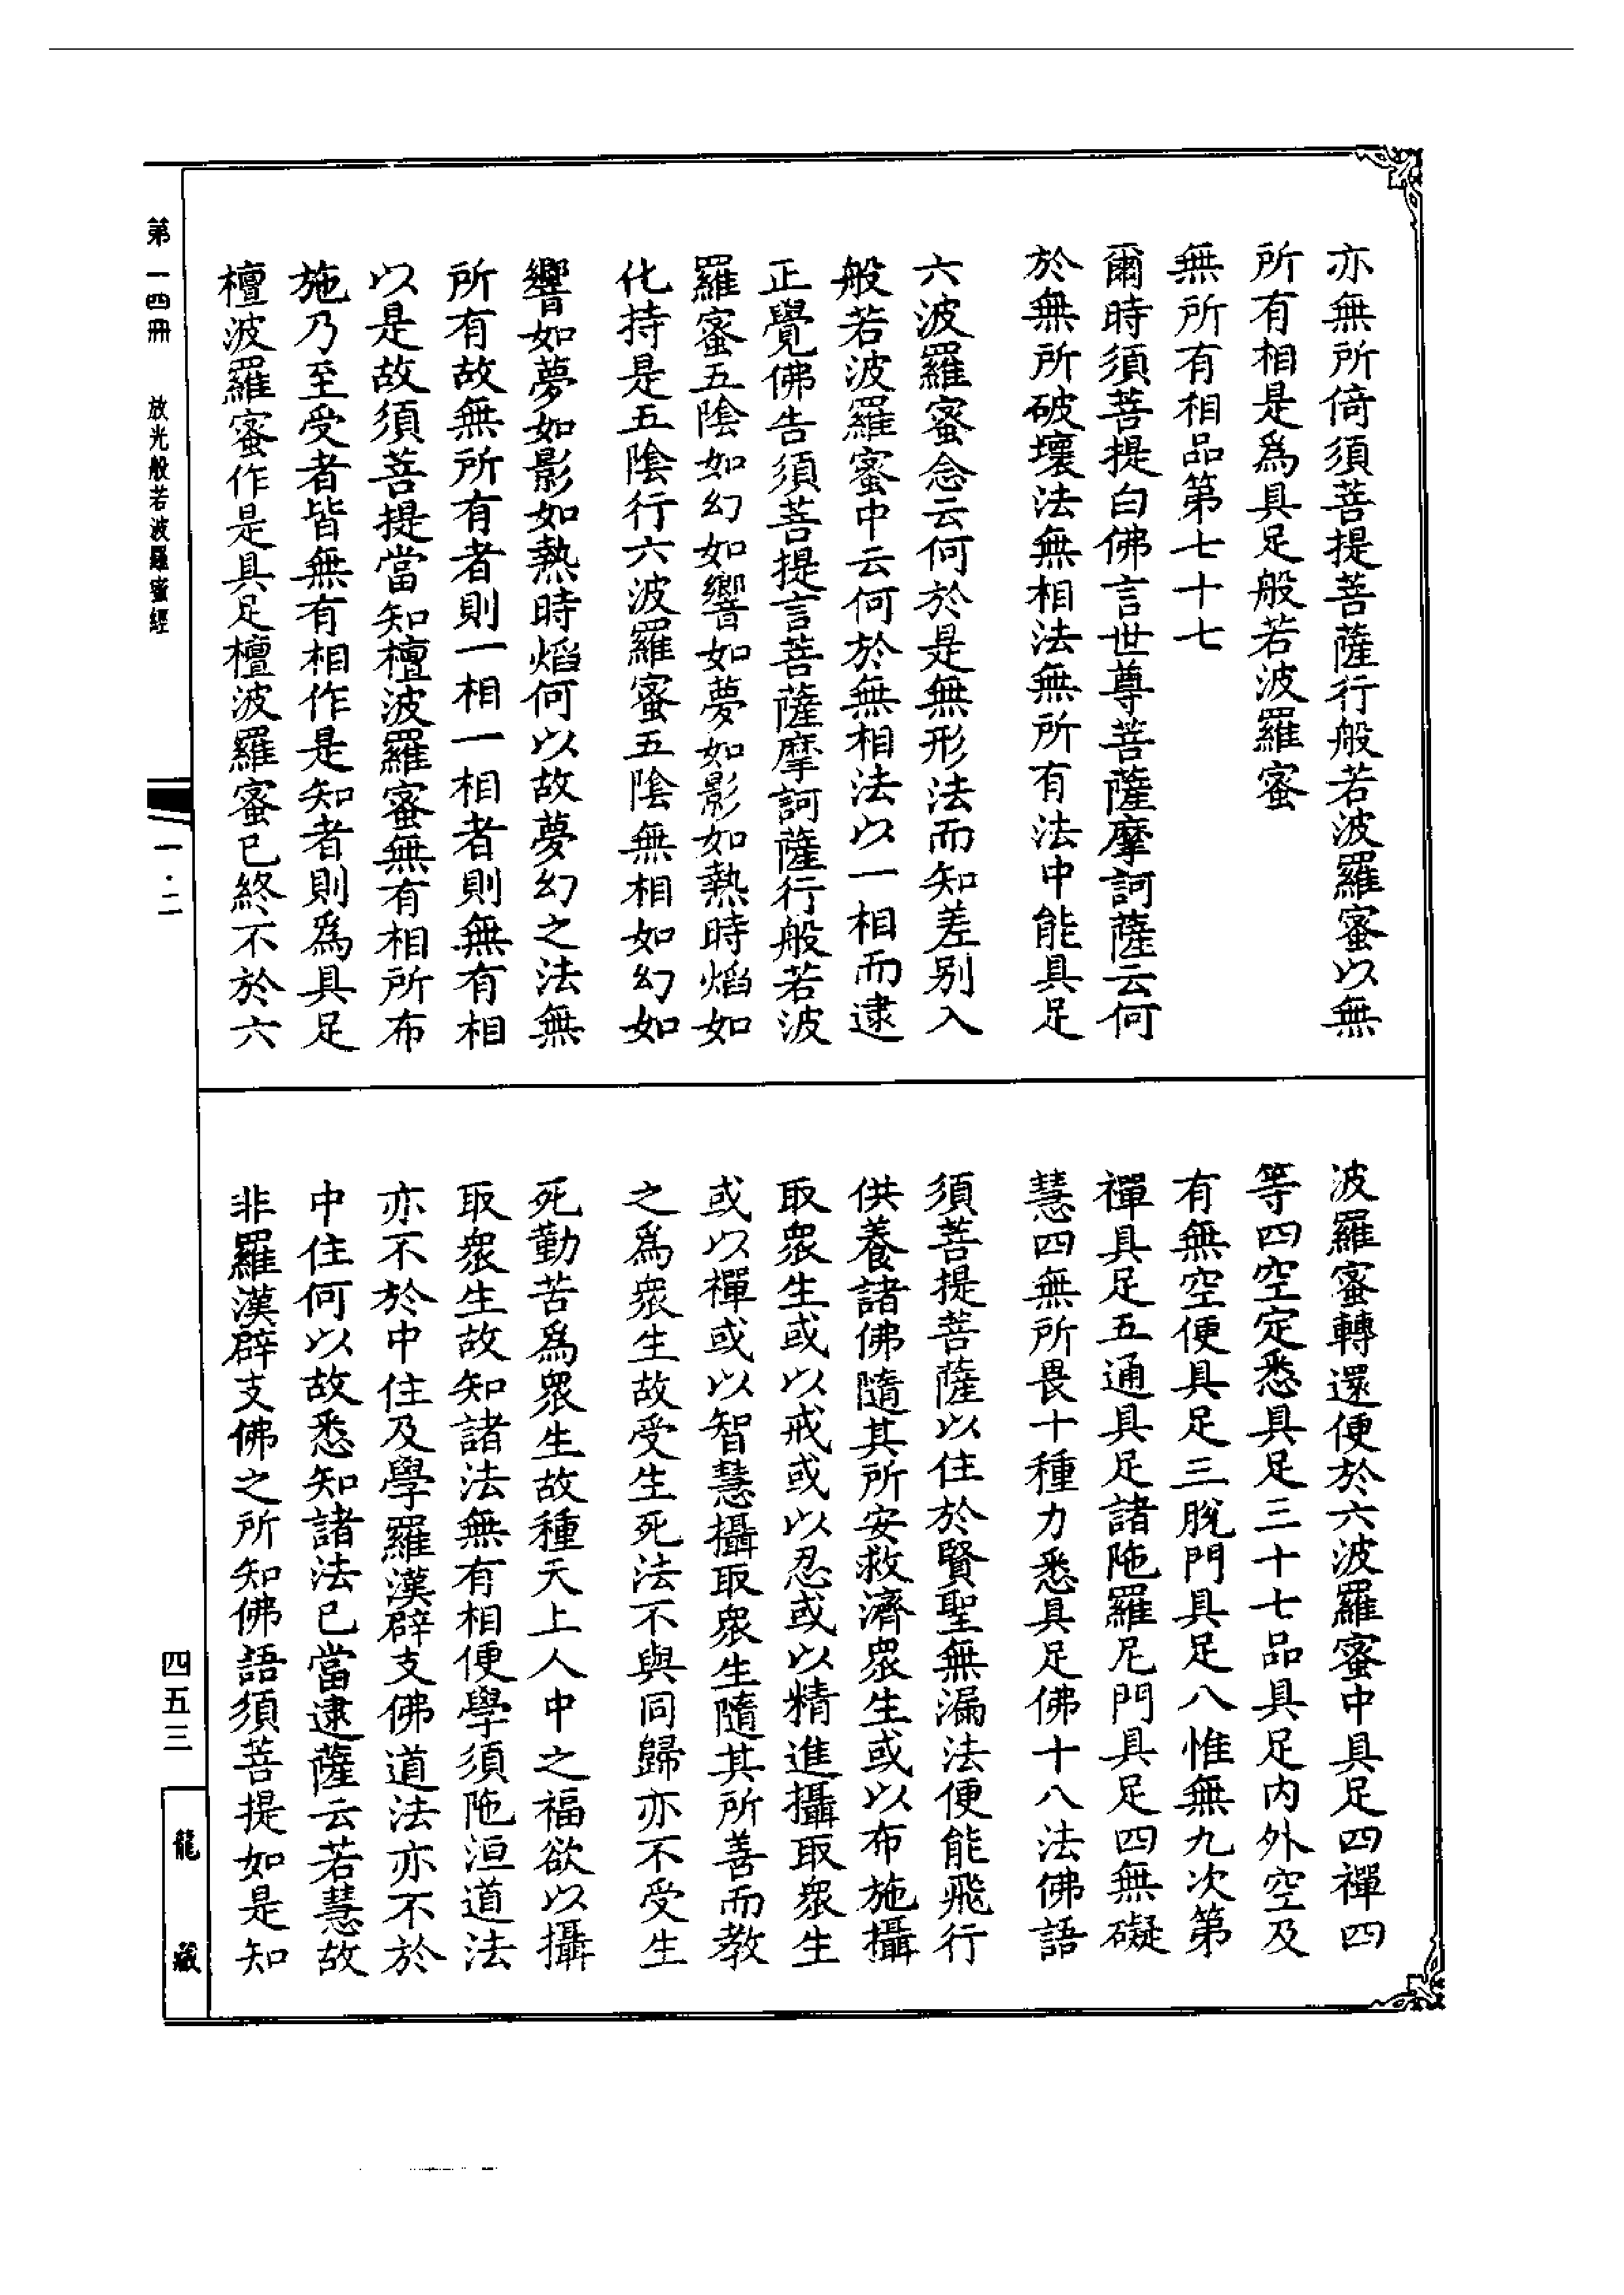 亦無所倚須菩提菩薩行般若波羅蜜以無
所有相是爲具足般若波羅蜜
無所有相品第七十七
爾時須菩提白佛言世尊菩薩摩訶薩云何
於無所破壞法無相法無所有法中能具足
六波羅蜜念云何於是無形法而知差别入
般若波羅蜜中云何於無相法以一相而逮
正覺佛告須菩提言菩薩摩訶薩行般若波
羅蜜五陰如幻如響如夢如影如熱時焰如
化持是五陰行六波羅蜜五陰無相如幻如
響如夢如影如熱時焰何以故夢幻之法無
所有故無所有者則一相一相者則無有相
以是故須菩提當知檀波羅蜜無有相所布
施乃至受者皆無有相作是知者則爲具足
檀波羅蜜作是具足檀波羅蜜已終不於六
波羅蜜轉還便於六波羅蜜中具足四禪四
等四空定悉具足三十七品具足内外空及
有無空便具足三脫門具足八惟無九次第
禪具足五通具足諸陁羅尼門具足四無礙
慧四無所畏十種力悉具足佛十八法佛語
須菩提菩薩以住於賢聖無漏法便能飛行
供養諸佛隨其所安救濟眾生或以布施攝
取眾生或以戒或以忍或以精進攝取眾生
或以禪或以智慧攝取眾生隨其所善而教
之爲眾生故受生死法不與同歸亦不受生
死勤苦爲眾生故種天上人中之福欲以攝
取眾生故知諸法無有相便學須陁洹道法
亦不於中住及學羅漢辟支佛道法亦不於
中住何以故悉知諸法已當逮薩云若慧故
非羅漢辟支佛之所知佛語須菩提如是知
第一四冊 放光般若波羅蜜經
一·二
四五三
龍藏